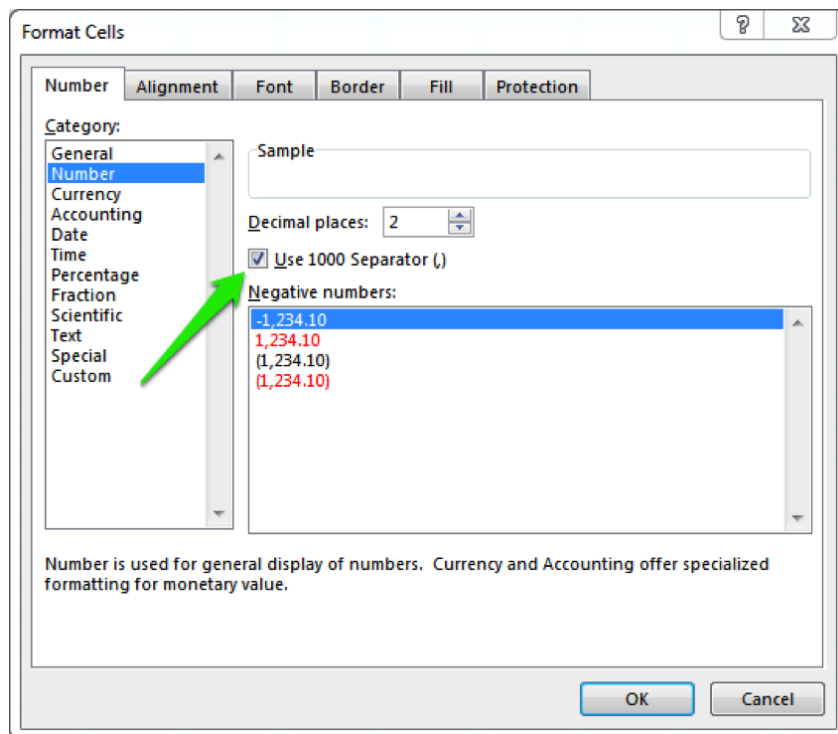 Format Cells
Number Alignment Font Border Fill Protection
Category:
General
Number
Currency
Accounting
Date
Time
Percentage
Fraction
Scientific
Text
Special
Custom
Sample
Decimal places: 2
Use 1000 Separator (,)
Negative numbers:
-1,234.10
1,234.10
(1,234.10)
(1,234.10)
Number is used for general display of numbers.  Currency and Accounting offer specialized
formatting for monetary value.
OK Cancel